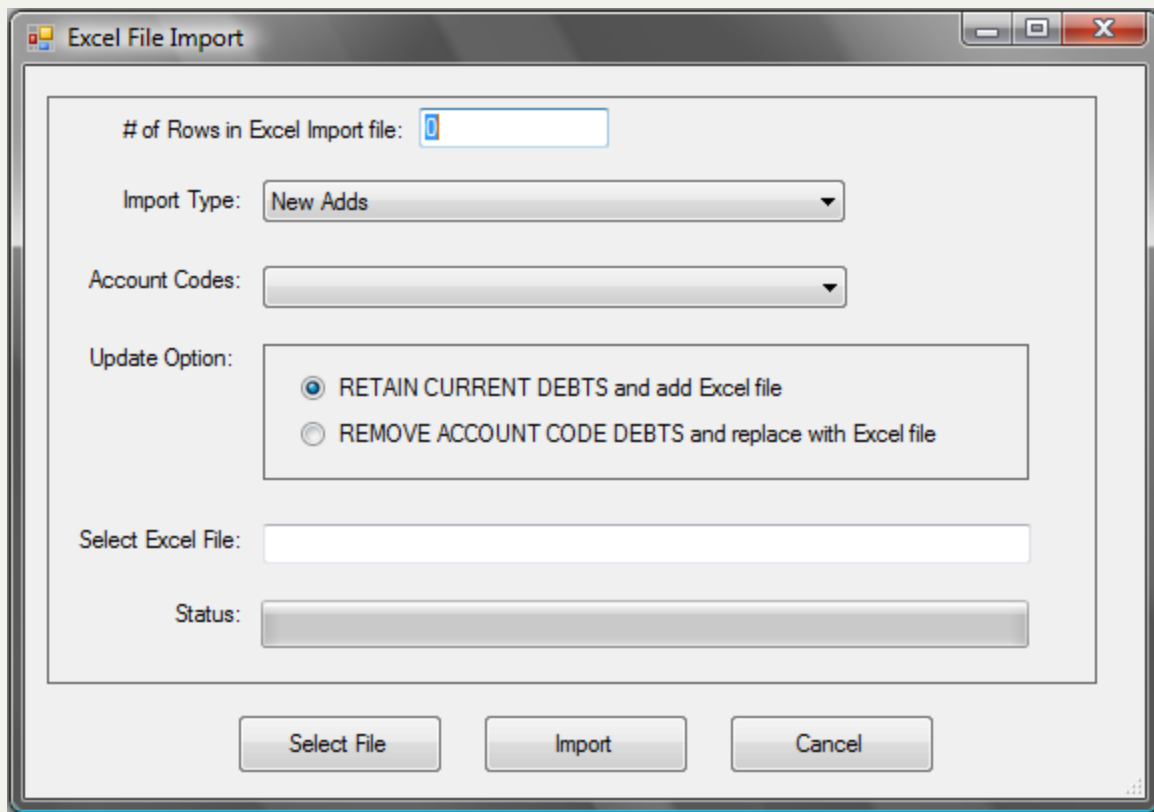 Excel File Import
# of Rows in Excel Import file: 0
Import Type: New Adds
Account Codes:
Update Option:
RETAIN CURRENT DEBTS and add Excel file
REMOVE ACCOUNT CODE DEBTS and replace with Excel file
Select Excel File:
Status:
Select File Import Cancel